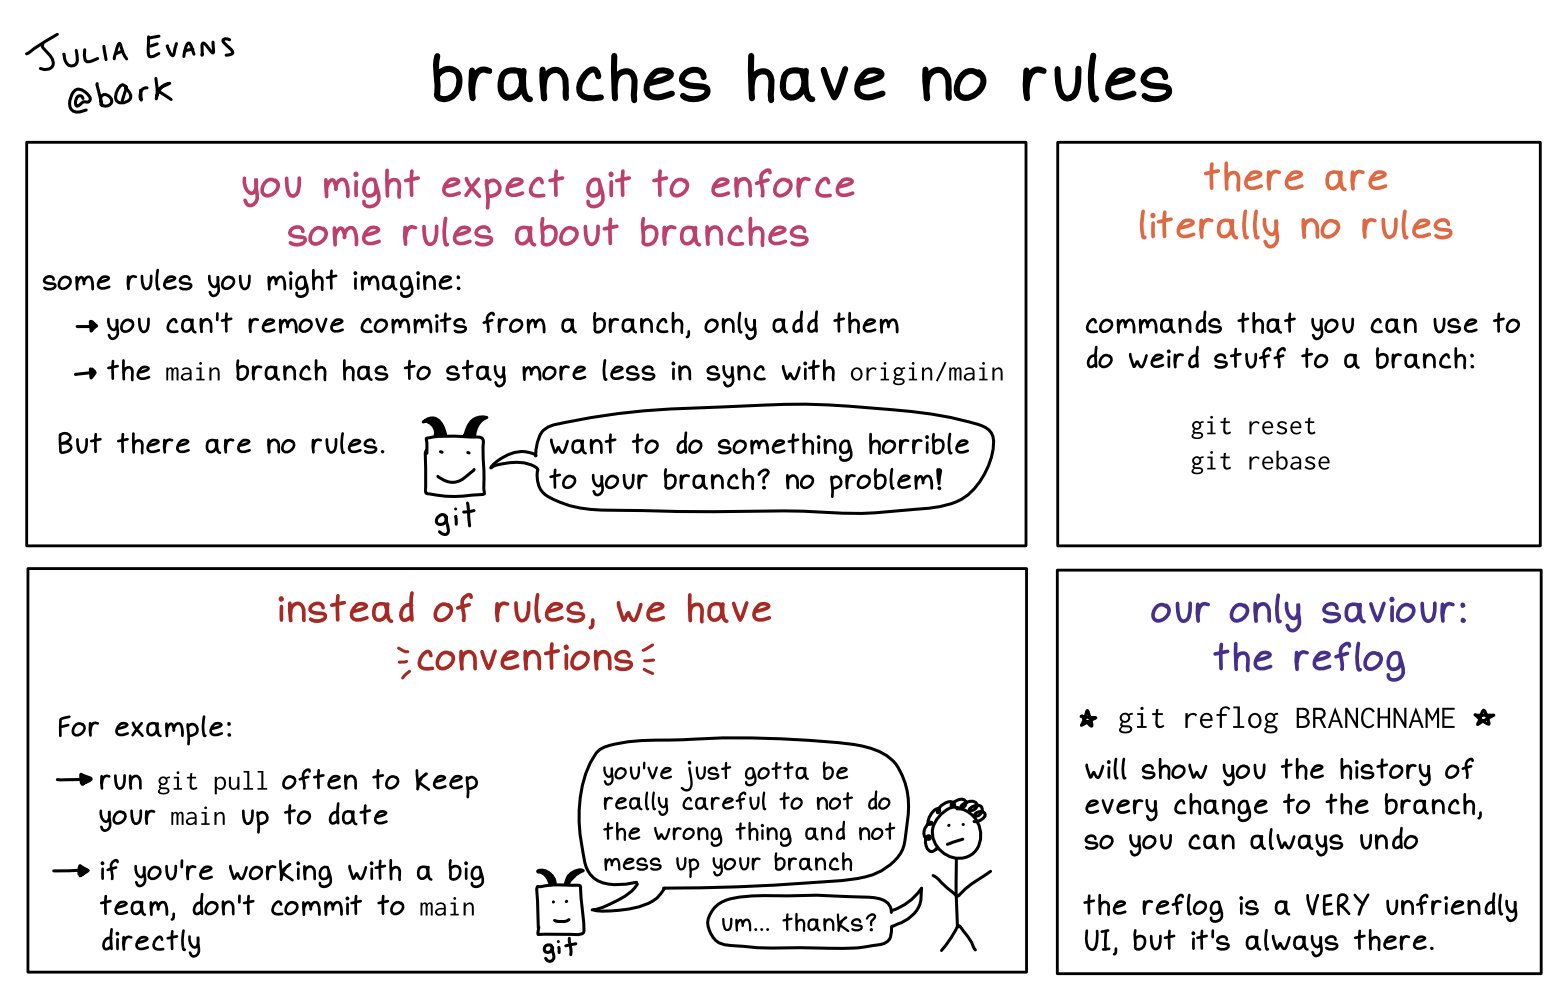 JULIA EVANS
@b0rk
branches have no rules
you might expect git to enforce
some rules about branches
some rules you might imagine:
→ you can't remove commits from a branch, only add them
→ the main branch has to stay more less in sync with origin/main
But there are no rules.
want to do something horrible
to your branch? no problem!
git
there are
literally no rules
commands that you can use to
do weird stuff to a branch:
git reset
git rebase
instead of rules, we have
conventions
For example:
→ run git pull often to keep
your main up to date
→ if you're working with a big
team, don't commit to main
directly
you've just gotta be
really careful to not do
the wrong thing and not
mess up your branch
git
um... thanks?
our only saviour:
the reflog
★ git reflog BRANCHNAME ★
will show you the history of
every change to the branch,
so you can always undo
the reflog is a VERY unfriendly
UI, but it's always there.